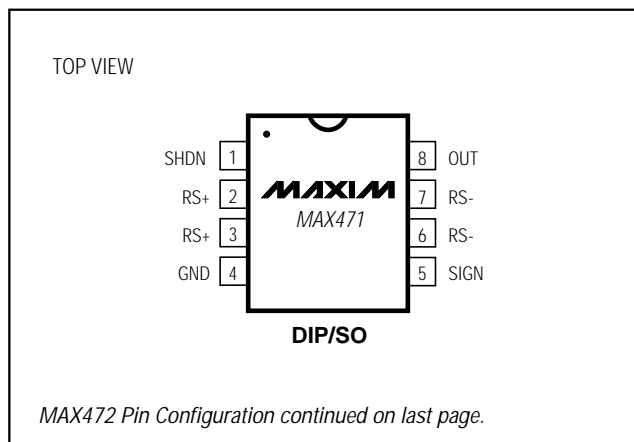 TOP VIEW
SHDN 1 8 OUT
RS+ 2 MAXIM 7 RS-
MAX471
RS+ 3 6 RS-
GND 4 5 SIGN
DIP/SO
MAX472 Pin Configuration continued on last page.